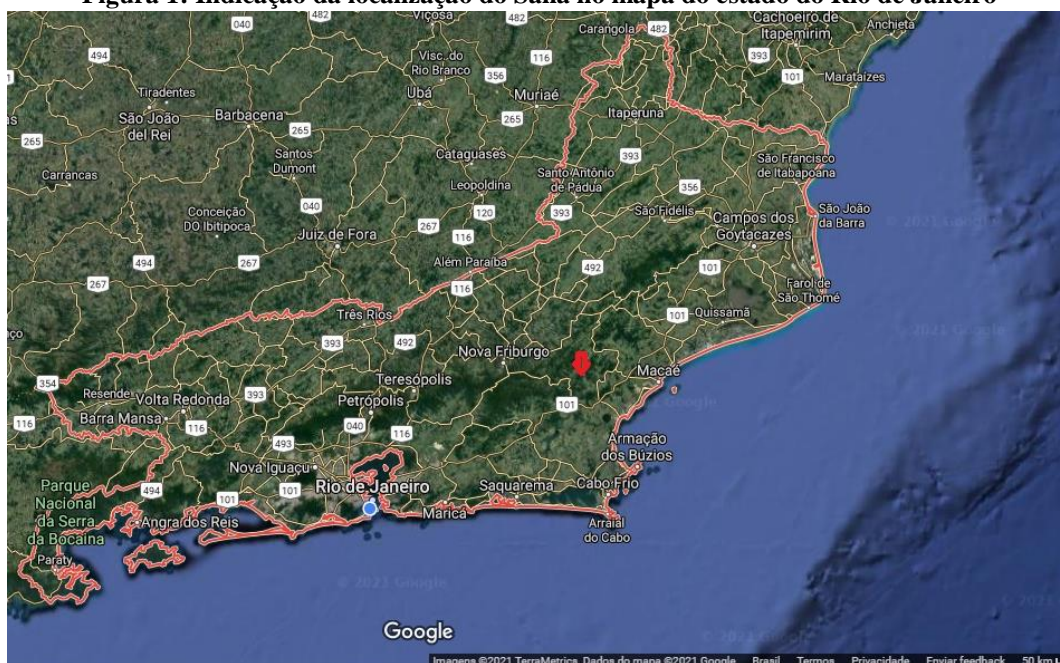 Figura 1: Indicação da localização do Sana no mapa do estado do Rio de Janeiro
482
Viçosa
482
Carangola
482
Cachoeiro de
Itapemirim
Anchieta
040
494
116
Visc. do
Rio Branco
356
393
101
Marataízes
Tiradentes
São João
del Rei
Barbacena
265
Ubá
Muriaé
Itaperuna
265
265
Carrancas
Santos
Dumont
Cataguases
393
São Francisco
de Itabapoana
Leopoldina
Santo Antônio
de Pádua
356
040
120
393
São Fidélis
Conceição
DO Ibitipoca
Juiz de Fora
267
116
Campos dos
Goytacazes
São João
da Barra
494
267
Além Paraíba
492
101
267
116
Farol de
São Thomé
Três Rios
101
Quissamã
393
492
Nova Friburgo
354
Teresópolis
Macaé
Resende
Volta Redonda
393
Petrópolis
101
116
Barra Mansa
116
040
116
493
Armação
dos Búzios
Nova Iguaçu
Parque
Nacional
da Serra
da Bocaina
494
101
101
Rio de Janeiro
Saquarema
Cabo Frio
Angra dos Reis
Marica
Arraial
do Cabo
Paraty
© 2021 Google
Google
Imagens ©2021 TerraMetrics, Dados do mapa ©2021 Google Brasil Termos Privacidade Enviar feedback 50 km